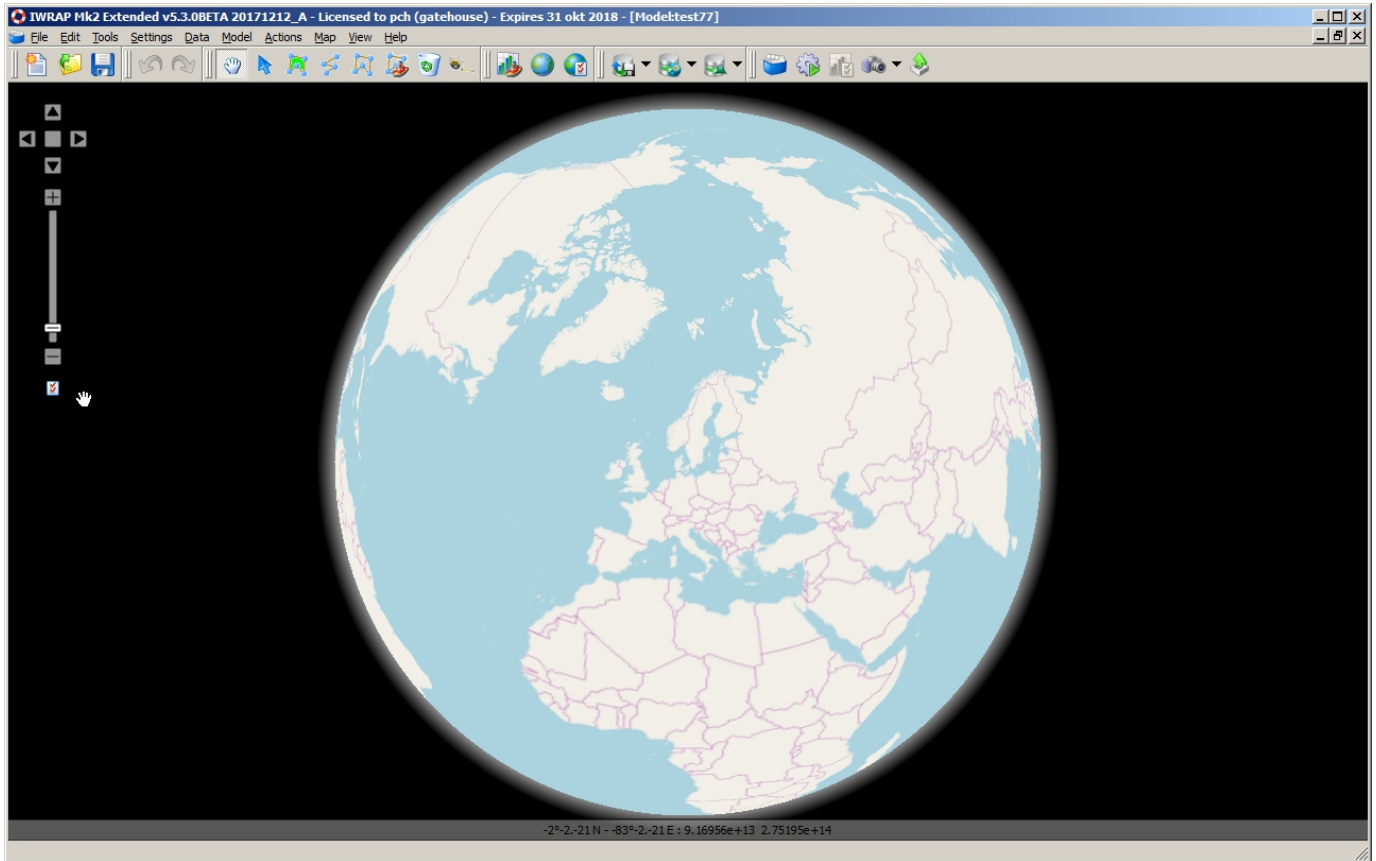 IWRAP Mk2 Extended v5.3.0BETA 20171212_A - Licensed to pch (gatehouse) - Expires 31 okt 2018 - [Model:test77]
File Edit Tools Settings Data Model Actions Map View Help
-2°-2.-21 N - -83°-2.-21 E : 9.16956e+13 2.75195e+14